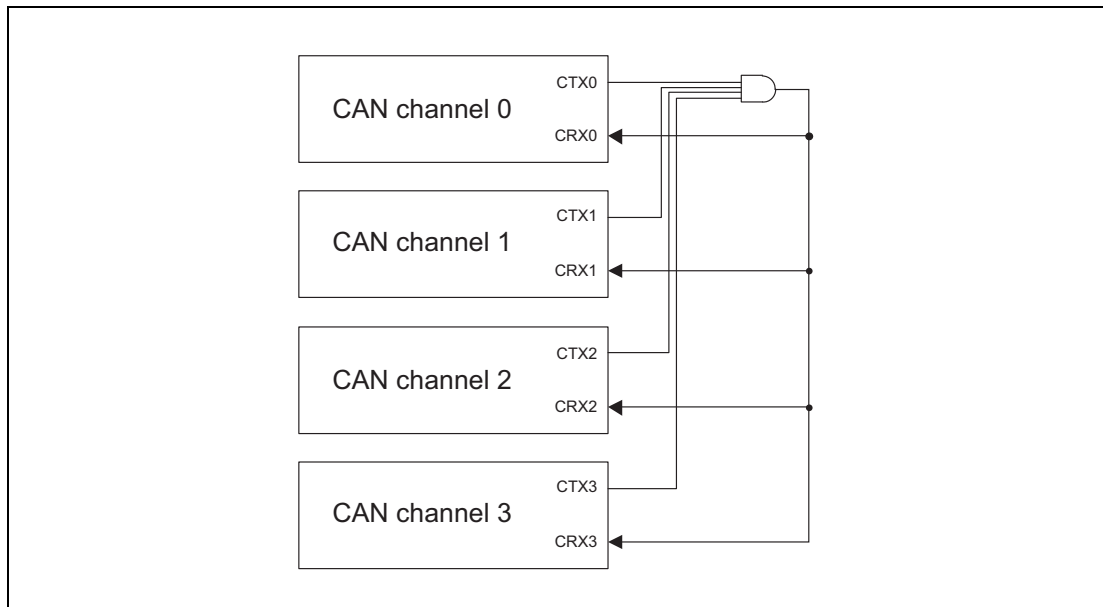 CTX0
CAN channel 0
CRX0
CTX1
CAN channel 1
CRX1
CTX2
CAN channel 2
CRX2
CTX3
CAN channel 3
CRX3